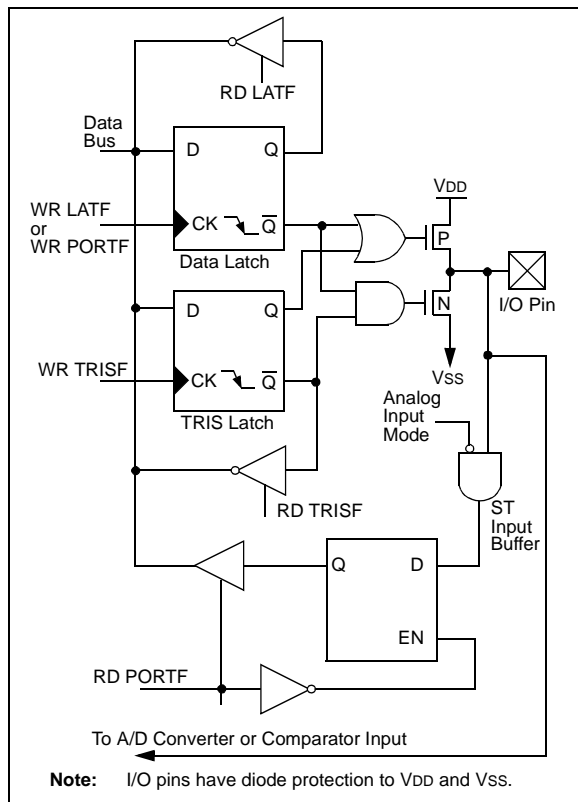 RD LATF
Data
Bus
D Q
WR LATF
or
WR PORTF
CK Q
Data Latch
VDD
P
I/O Pin
D Q
N
WR TRISF
CK Q
TRIS Latch
VSS
Analog
Input
Mode
RD TRISF
ST
Input
Buffer
Q D
EN
RD PORTF
To A/D Converter or Comparator Input
Note: I/O pins have diode protection to VDD and VSS.